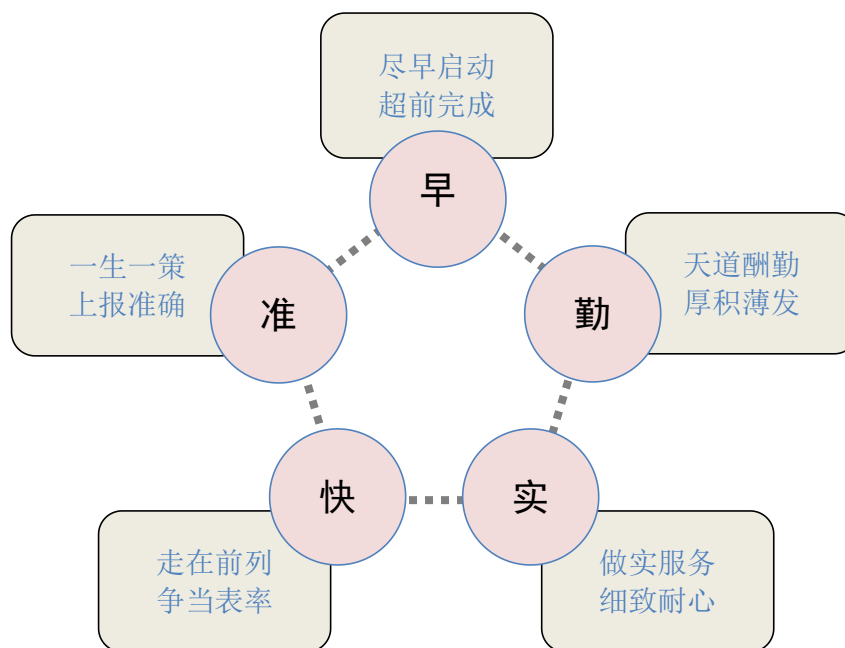 尽早启动
超前完成
早
一生一策
上报准确
准
勤
天道酬勤
厚积薄发
快
实
走在前列
争当表率
做实服务
细致耐心